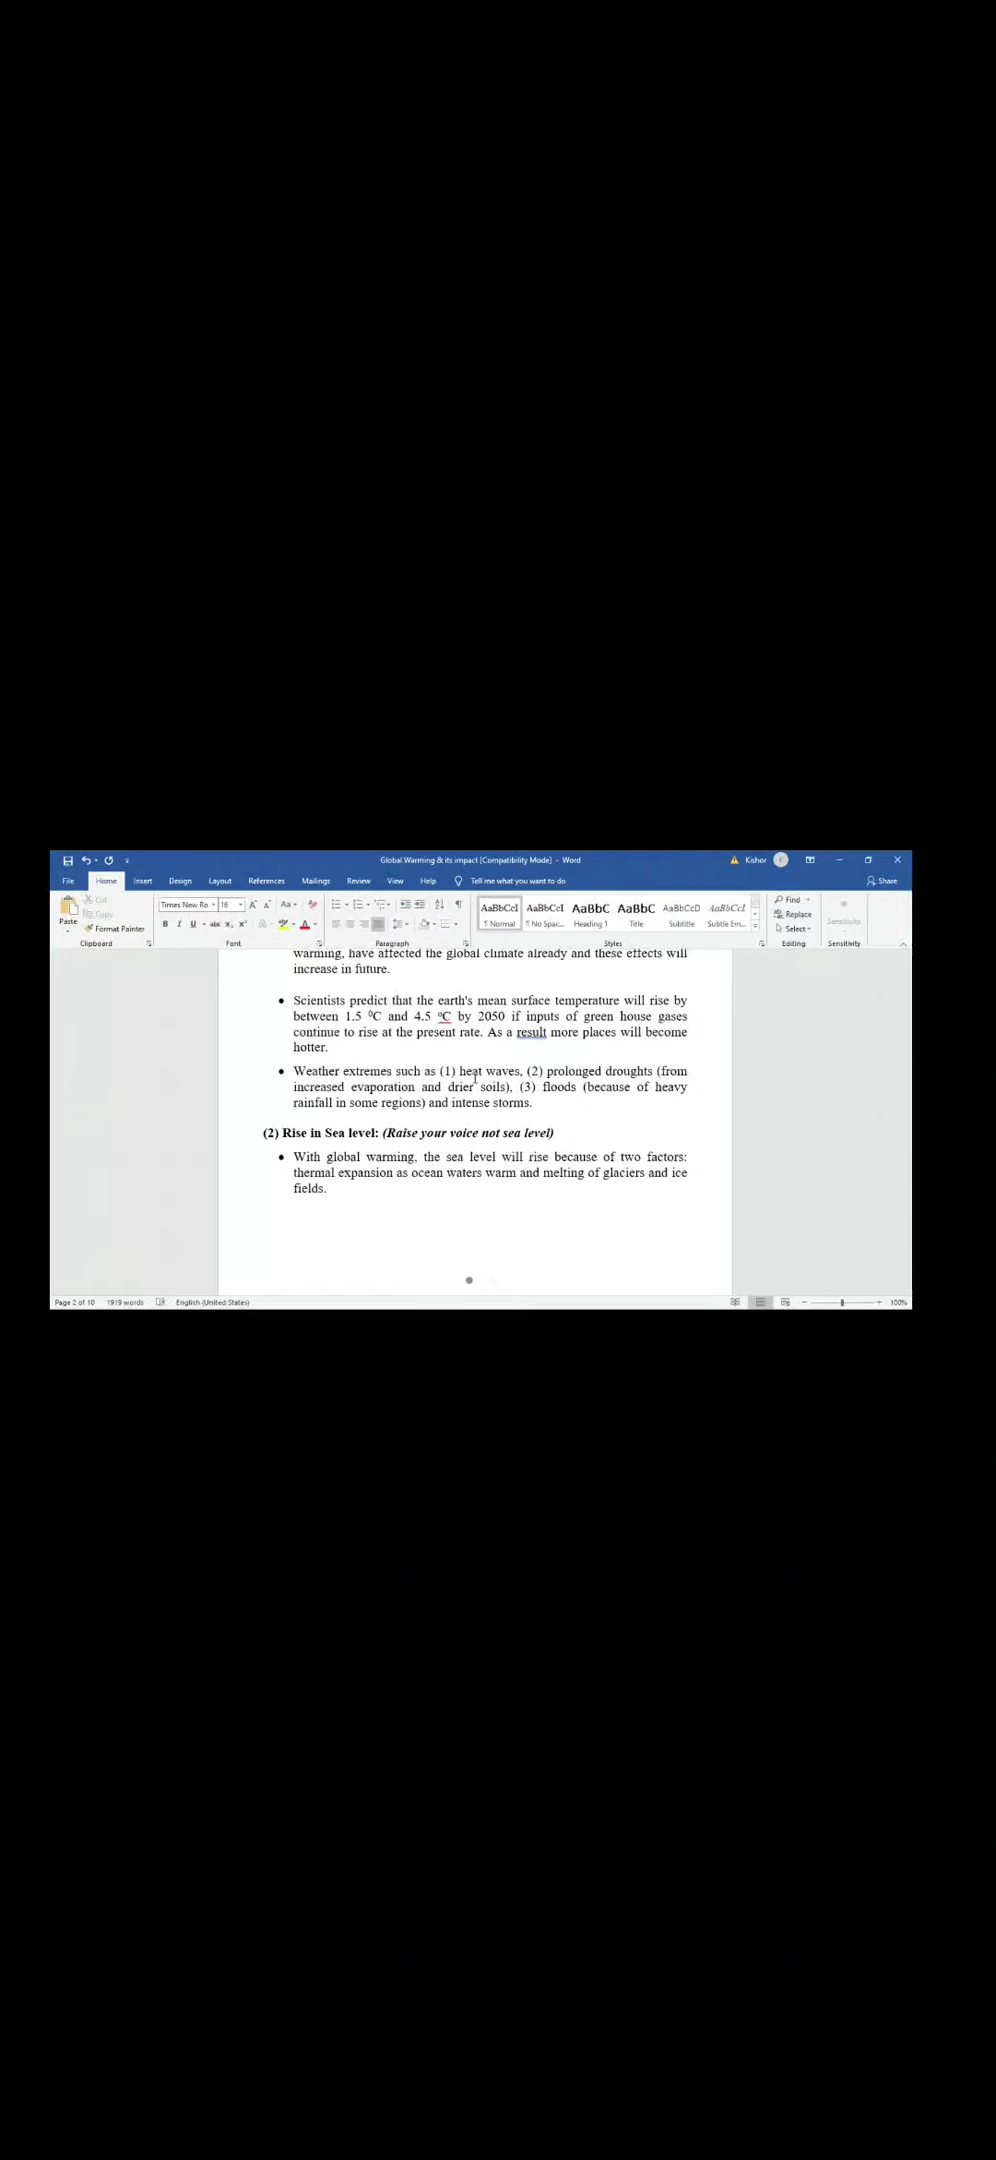 Global Warming & its impact [Compatibility Mode] - Word
Kishor
File Home Insert Design Layout References Mailings Review View Help Tell me what you want to do Share
Paste
Cut
Copy
Format Painter
Clipboard
Times New Ro 16
Font
Paragraph
AaBbCcI AaBbCcI AaBbC AaBbC AaBbCcD AaBbCcI
¶ Normal ¶ No Spac... Heading 1 Title Subtitle Subtle Em...
Styles
Find
Replace
Select
Editing
Sensitivity
Sensitivity
warming, have affected the global climate already and these effects will
increase in future.
• Scientists predict that the earth's mean surface temperature will rise by
between 1.5 ⁰C and 4.5 ºC by 2050 if inputs of green house gases
continue to rise at the present rate. As a result more places will become
hotter.
• Weather extremes such as (1) heat waves, (2) prolonged droughts (from
increased evaporation and drier soils), (3) floods (because of heavy
rainfall in some regions) and intense storms.
(2) Rise in Sea level: (Raise your voice not sea level)
• With global warming, the sea level will rise because of two factors:
thermal expansion as ocean waters warm and melting of glaciers and ice
fields.
Page 2 of 10 1919 words English (United States) 100%